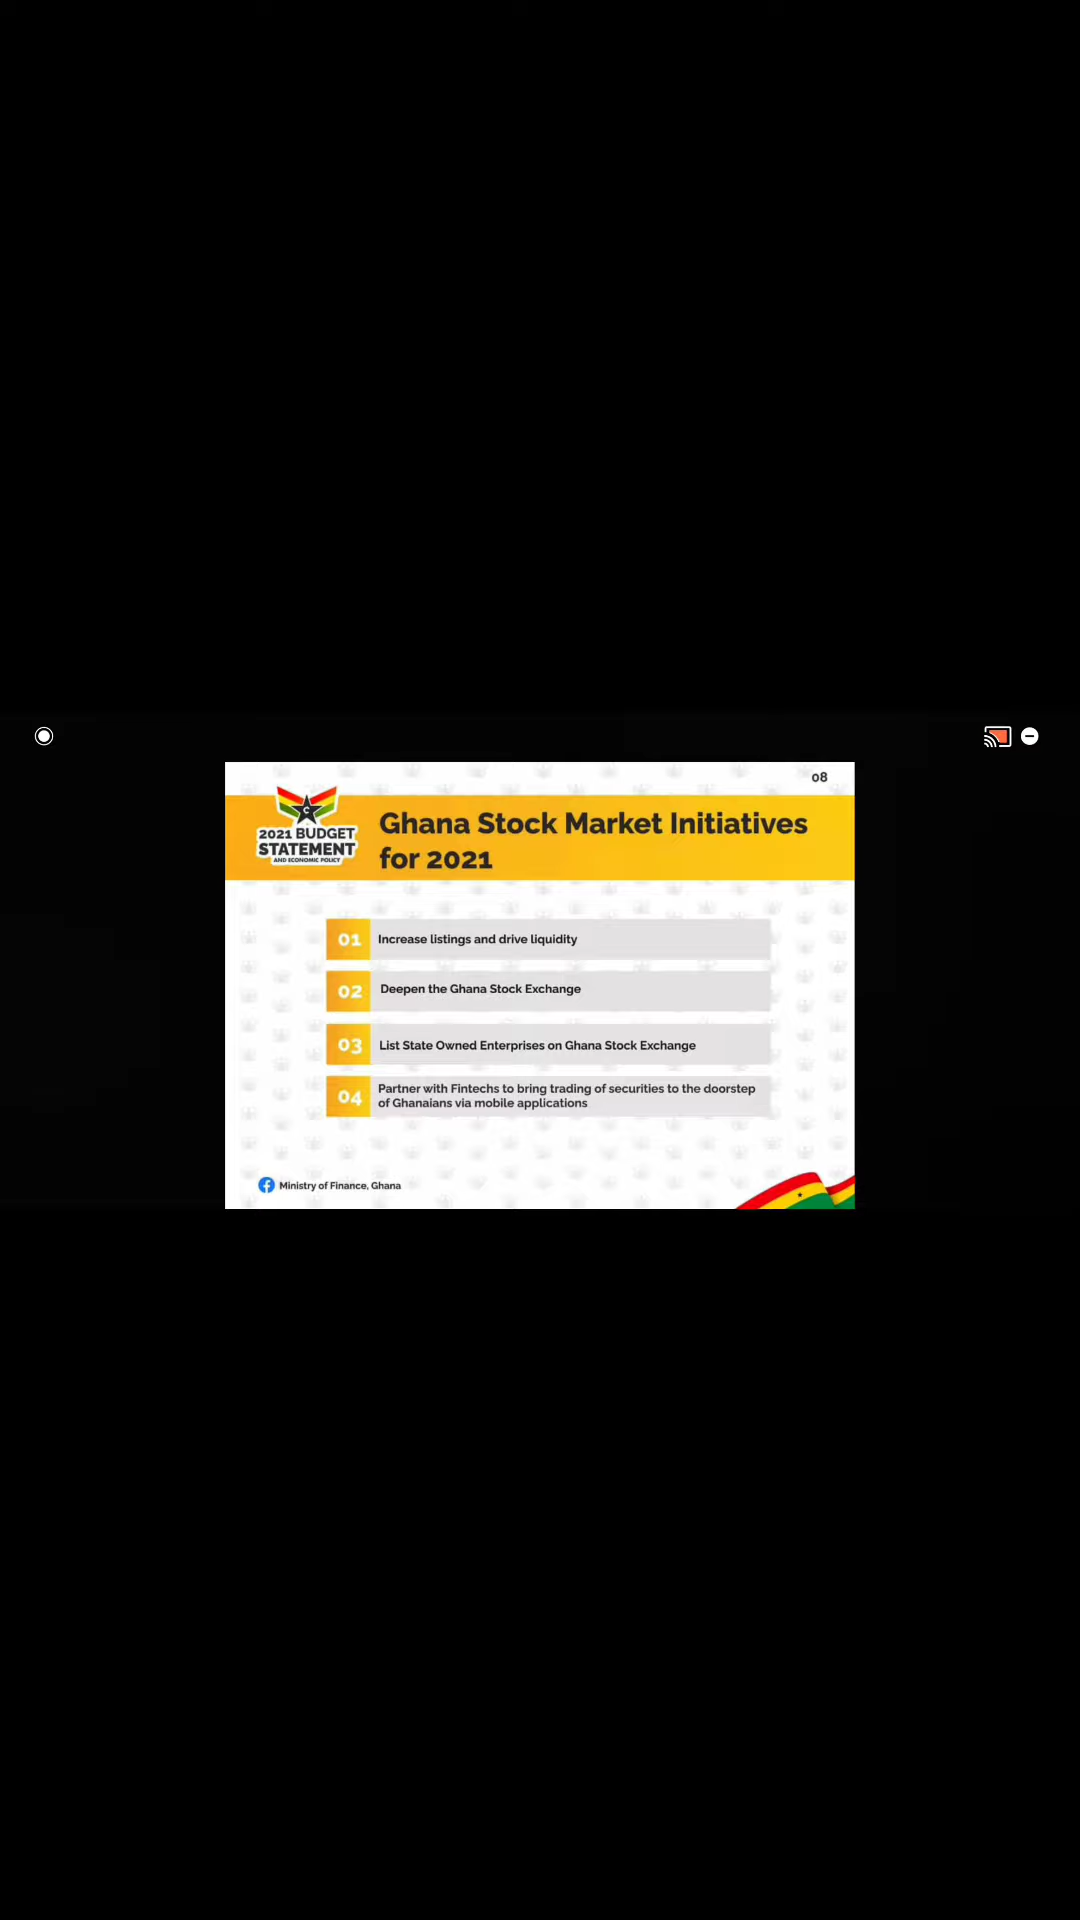 08
2021 BUDGET
STATEMENT
AND ECONOMIC POLICY
Ghana Stock Market Initiatives
for 2021
01 Increase listings and drive liquidity
02 Deepen the Ghana Stock Exchange
03 List State Owned Enterprises on Ghana Stock Exchange
04 Partner with Fintechs to bring trading of securities to the doorstep
of Ghanaians via mobile applications
Ministry of Finance, Ghana